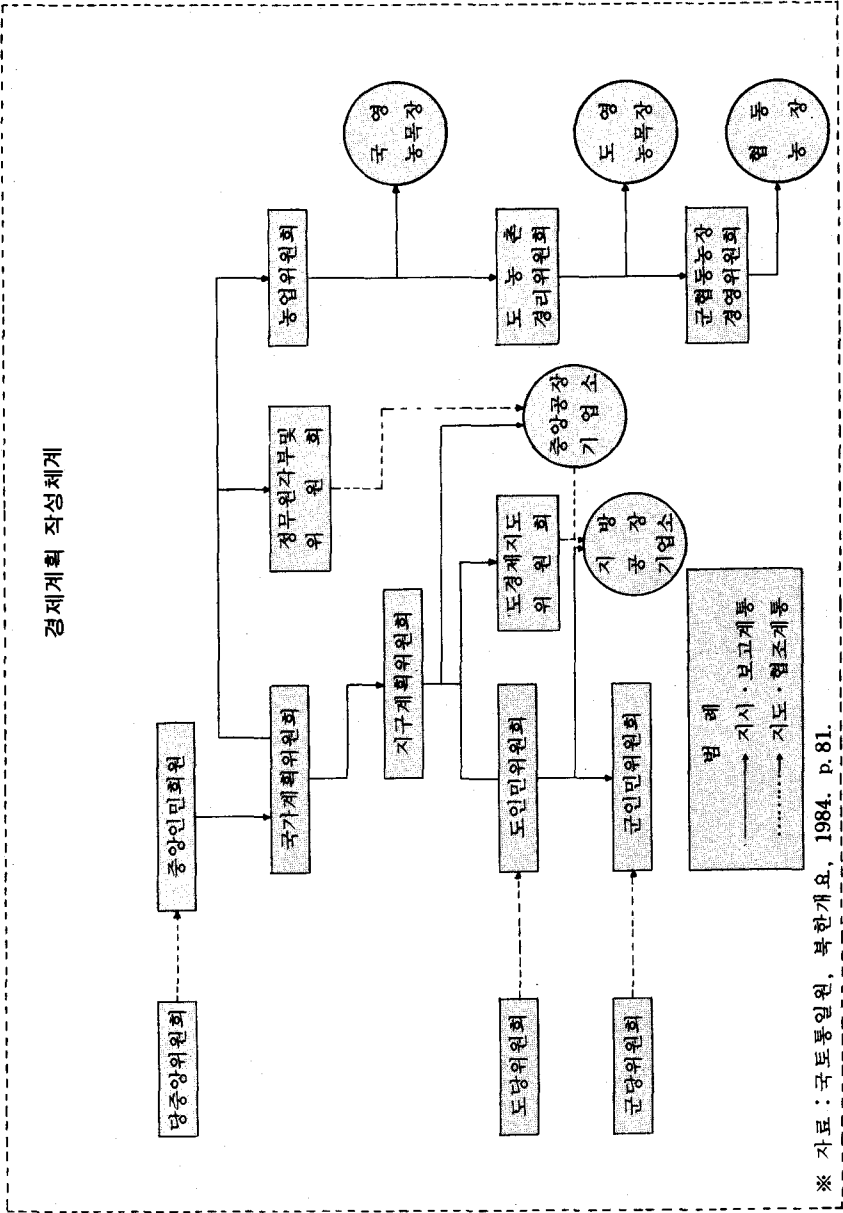 경제계획 작성체계
당중앙위원회
중앙인민회원
국가계획위원회
정무원각부및
위 원 회
농업위원회
국 영
농목장
지구계획위원회
도당위원회
도인민위원회
도경제지도
위 원 회
중앙공장
기 업 소
도 농 촌
경리위원회
도 영
농목장
군당위원회
군인민위원회
지 방
공 장
기업소
군협동농장
경영위원회
협 동
농 장
범 례
지시·보고계통
지도·협조계통
※ 자료 : 국토통일원, 북한개요, 1984. p. 81.